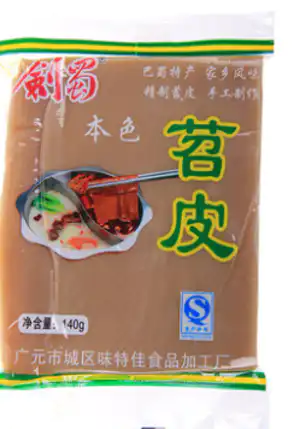 剑蜀
巴蜀特产 家乡风味
精制苕皮 手工制作
本色
苕皮
净含量: 140g
广元市城区味特佳食品加工厂